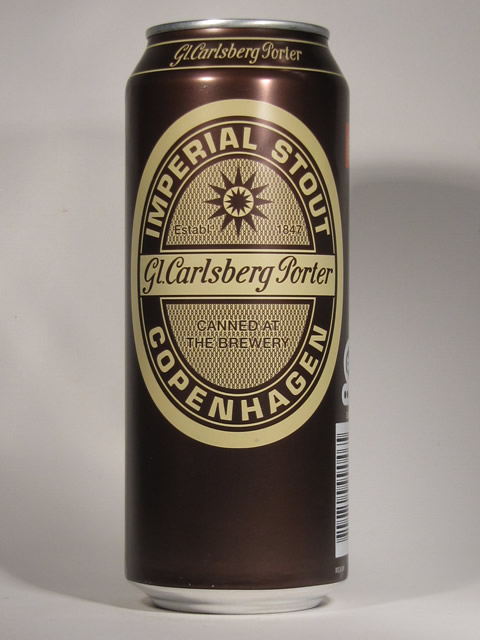 Gl.Carlsberg Porter
IMPERIAL STOUT
Establ. 1847
Gl.Carlsberg Porter
CANNED AT
THE BREWERY
COPENHAGEN